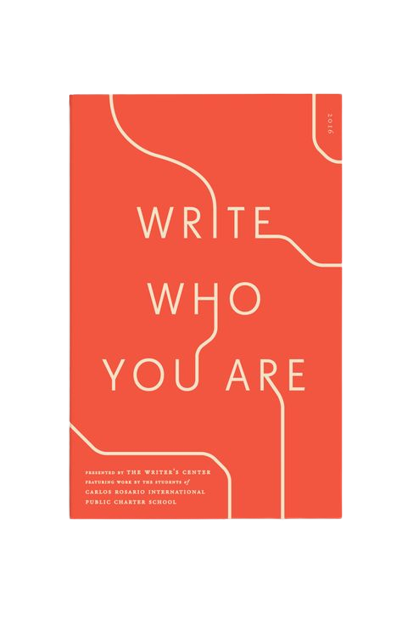 2016
WRITE
WHO
YOU ARE
PRESENTED BY THE WRITER'S CENTER
FEATURING WORK BY THE STUDENTS of
CARLOS ROSARIO INTERNATIONAL
PUBLIC CHARTER SCHOOL